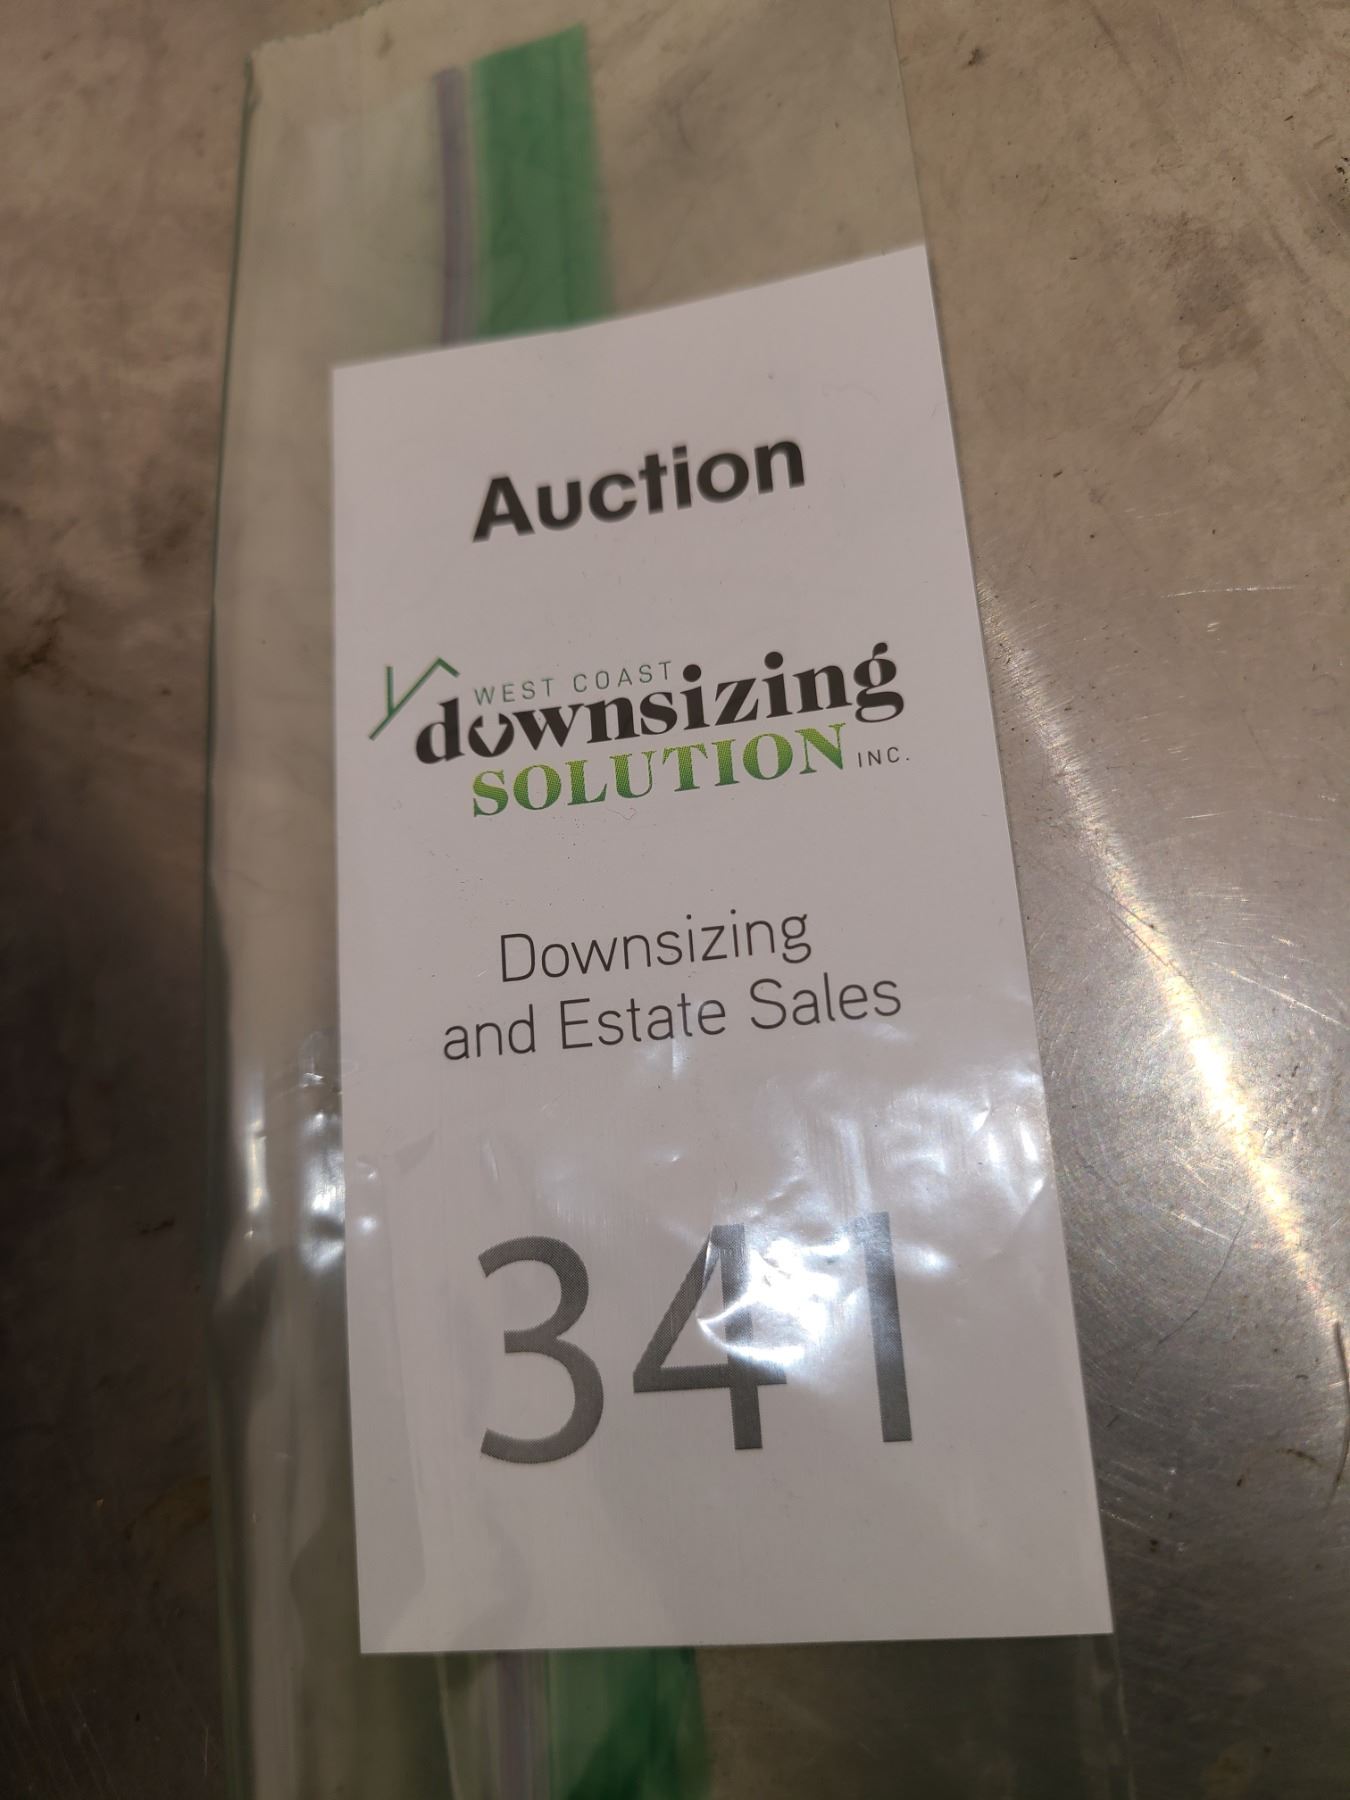 Auction
WEST COAST
downsizing
SOLUTION INC.
Downsizing
and Estate Sales
341